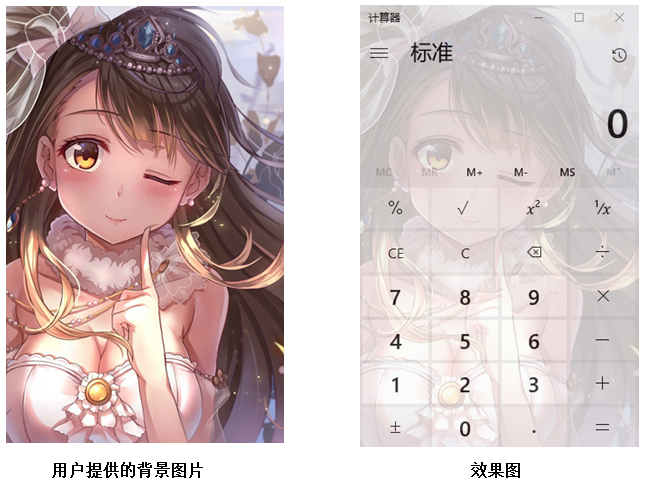 计算器
标准
0
MC MR M+ M- MS M˅
% √ x² ¹/x
CE C ÷
7 8 9 ×
4 5 6 −
1 2 3 +
± 0 . =
用户提供的背景图片 效果图